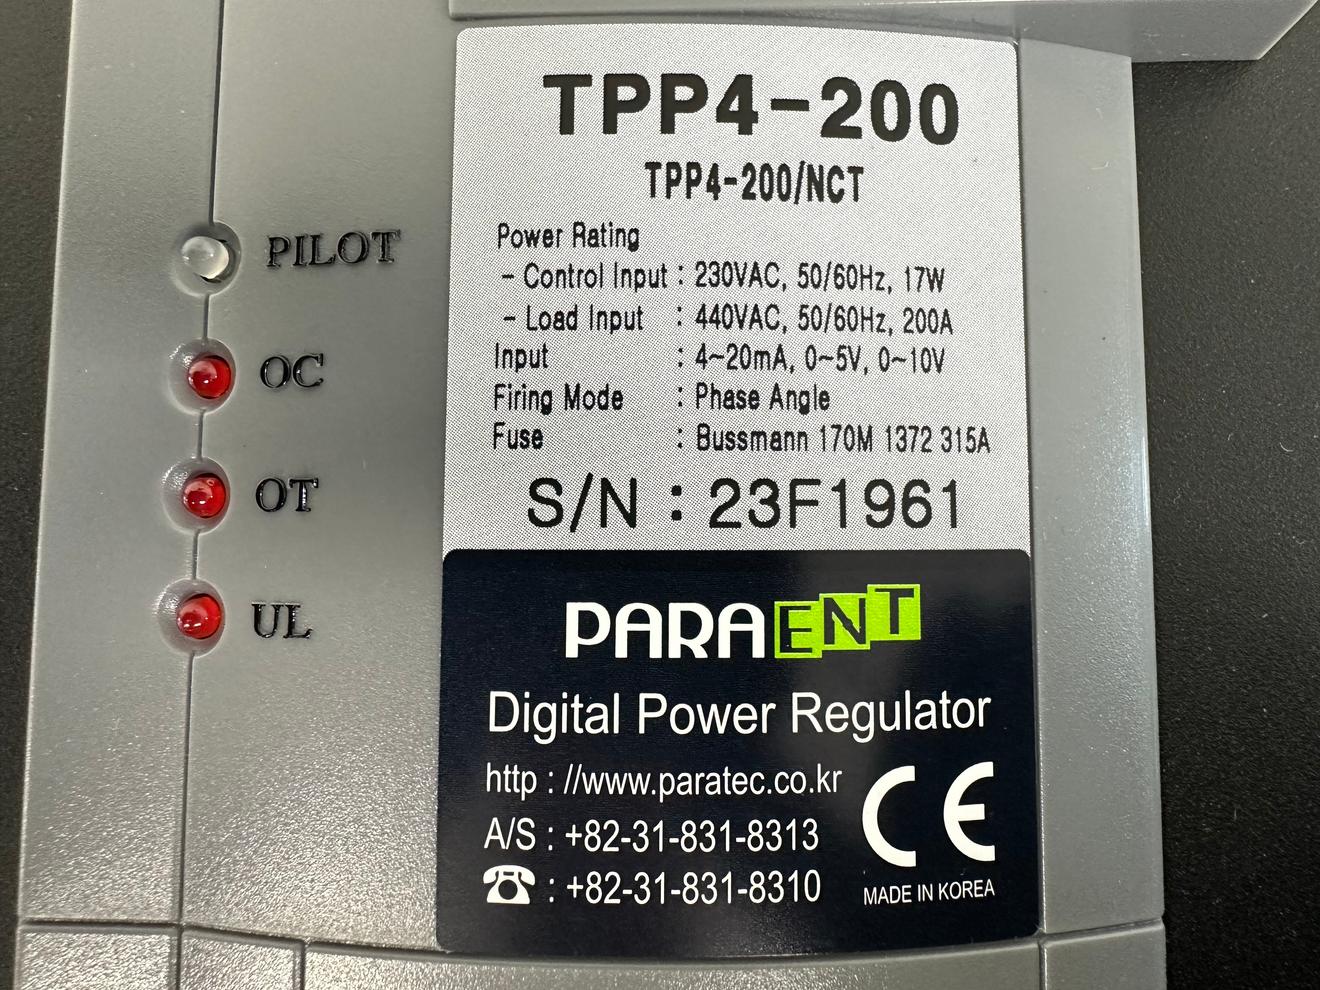 PILOT
OC
OT
UL
TPP4-200
TPP4-200/NCT
Power Rating
- Control Input : 230VAC, 50/60Hz, 17W
- Load Input : 440VAC, 50/60Hz, 200A
Input : 4~20mA, 0~5V, 0~10V
Firing Mode : Phase Angle
Fuse : Bussmann 170M 1372 315A
S/N : 23F1961
PARAENT
Digital Power Regulator
http : //www.paratec.co.kr
A/S : +82-31-831-8313
☎ : +82-31-831-8310
CE
MADE IN KOREA